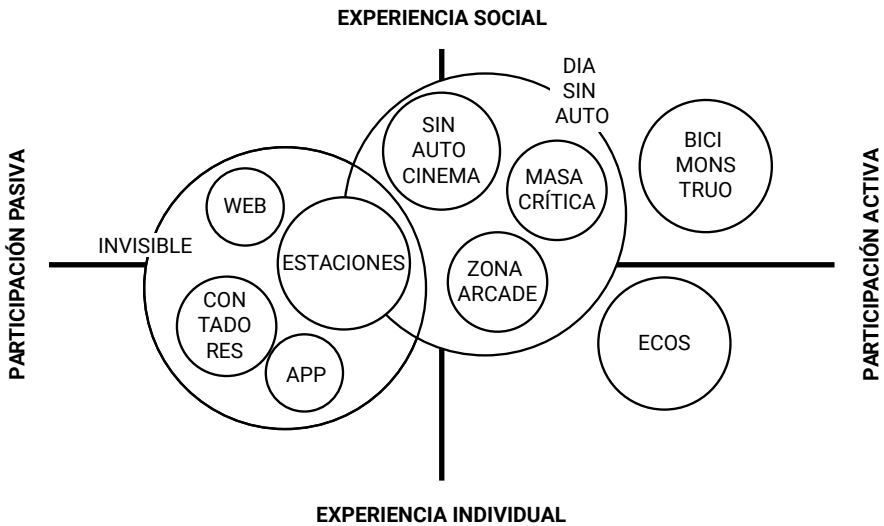 EXPERIENCIA SOCIAL
DIA
SIN
AUTO
SIN
AUTO
CINEMA
BICI
MONS
TRUO
MASA
CRÍTICA
WEB
INVISIBLE
ESTACIONES
ZONA
ARCADE
CON
TADO
RES
APP
ECOS
PARTICIPACIÓN PASIVA
PARTICIPACIÓN ACTIVA
EXPERIENCIA INDIVIDUAL